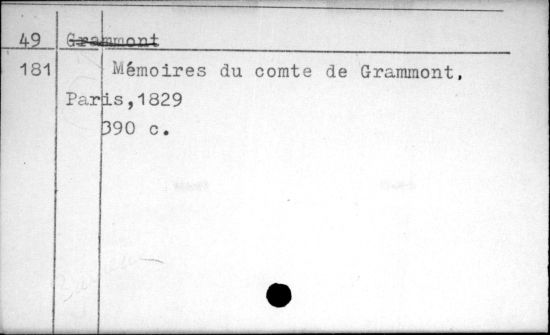 49 Grammont
181 Mémoires du comte de Grammont,
Paris,1829
390 c.